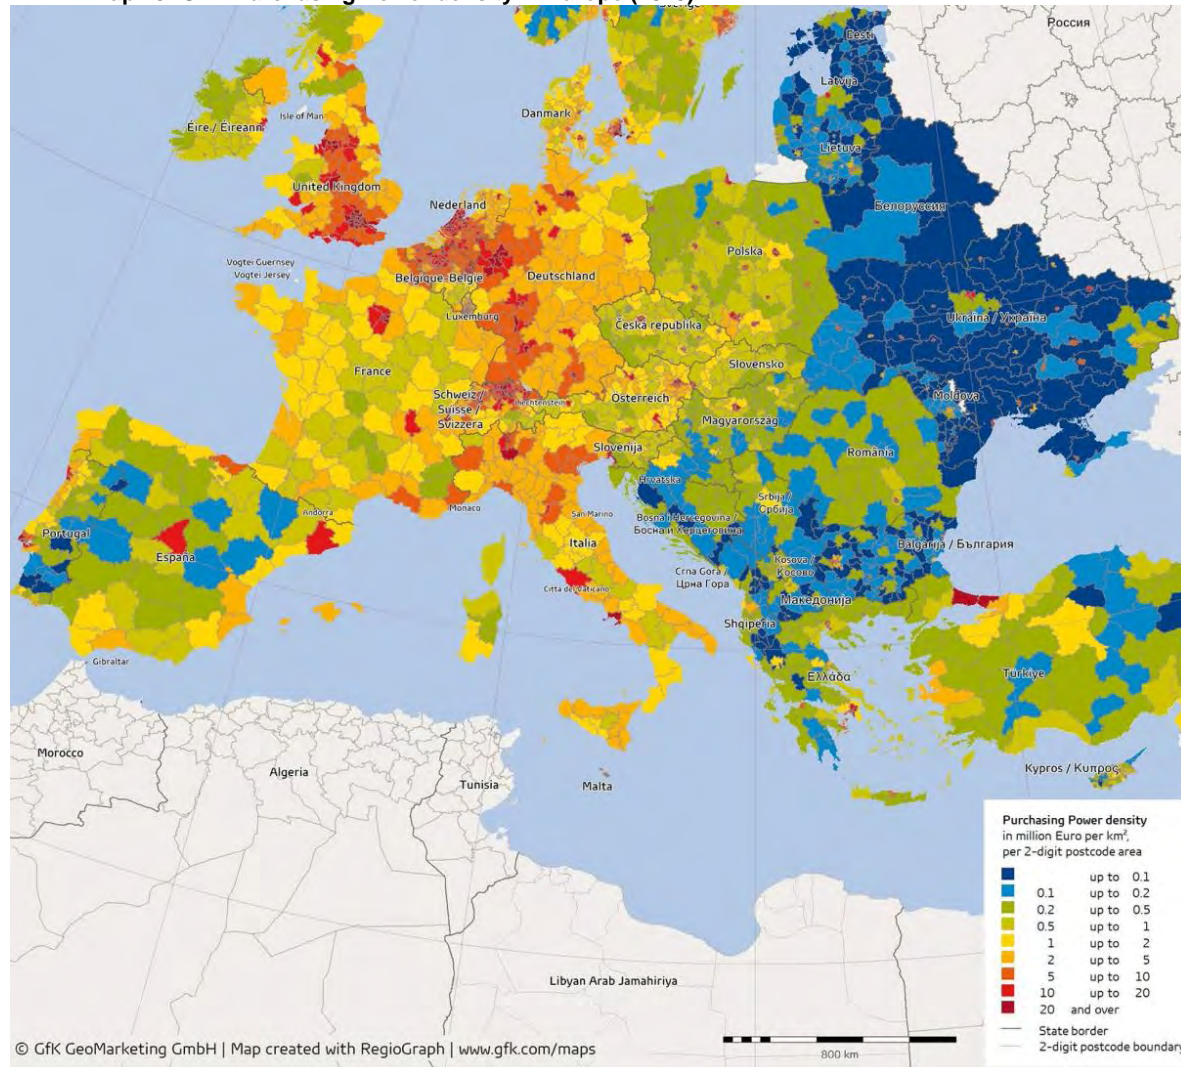 Россия
Eesti
Latvija
Lietuva
Danmark
Isle of Man
Éire / Éireann
United Kingdom
Nederland
Белоруссия
Polska
Vogtei Guernsey
Vogtei Jersey
Belgique-België
Deutschland
Luxemburg
Česká republika
Ukraïna / Україна
France
Slovensko
Schweiz /
Suisse /
Svizzera
Liechtenstein
Österreich
Moldova
Magyarország
Slovenija
România
Hrvatska
Andorra
Monaco
San Marino
Srbija /
Србија
Bosna i Hercegovina /
Босна и Херцеговина
Portugal
España
Italia
Bălgarija / България
Kosova /
Косово
Crna Gora /
Црна Гора
Citta del Vaticano
Македонија
Shqipëria
Gibraltar
Ελλάδα
Türkiye
Morocco
Algeria
Tunisia
Malta
Kypros / Κυπρος
Purchasing Power density
in million Euro per km²,
per 2-digit postcode area
up to 0.1
0.1 up to 0.2
0.2 up to 0.5
0.5 up to 1
1 up to 2
2 up to 5
5 up to 10
10 up to 20
20 and over
State border
2-digit postcode boundary
Libyan Arab Jamahiriya
© GfK GeoMarketing GmbH | Map created with RegioGraph | www.gfk.com/maps
800 km